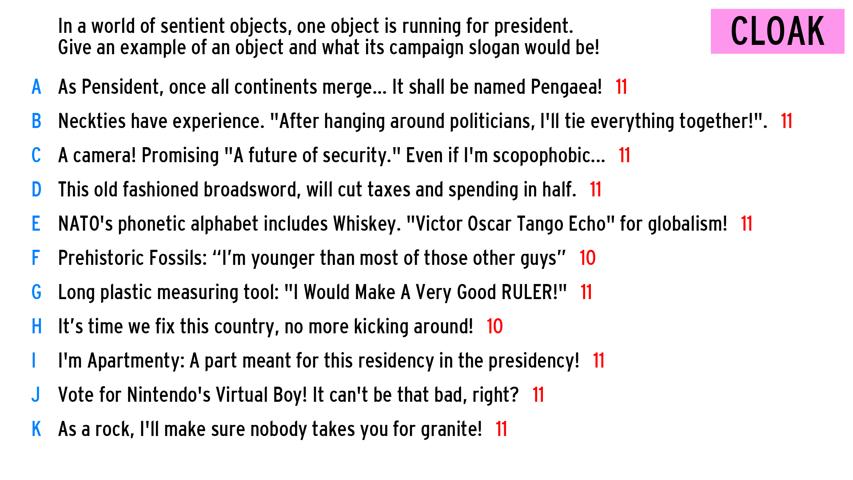 In a world of sentient objects, one object is running for president.
Give an example of an object and what its campaign slogan would be!
CLOAK
A As Pensident, once all continents merge... It shall be named Pengaea! 11
B Neckties have experience. "After hanging around politicians, I'll tie everything together!". 11
C A camera! Promising "A future of security." Even if I'm scopophobic... 11
D This old fashioned broadsword, will cut taxes and spending in half. 11
E NATO's phonetic alphabet includes Whiskey. "Victor Oscar Tango Echo" for globalism! 11
F Prehistoric Fossils: “I’m younger than most of those other guys” 10
G Long plastic measuring tool: "I Would Make A Very Good RULER!" 11
H It’s time we fix this country, no more kicking around! 10
I I'm Apartmenty: A part meant for this residency in the presidency! 11
J Vote for Nintendo's Virtual Boy! It can't be that bad, right? 11
K As a rock, I'll make sure nobody takes you for granite! 11